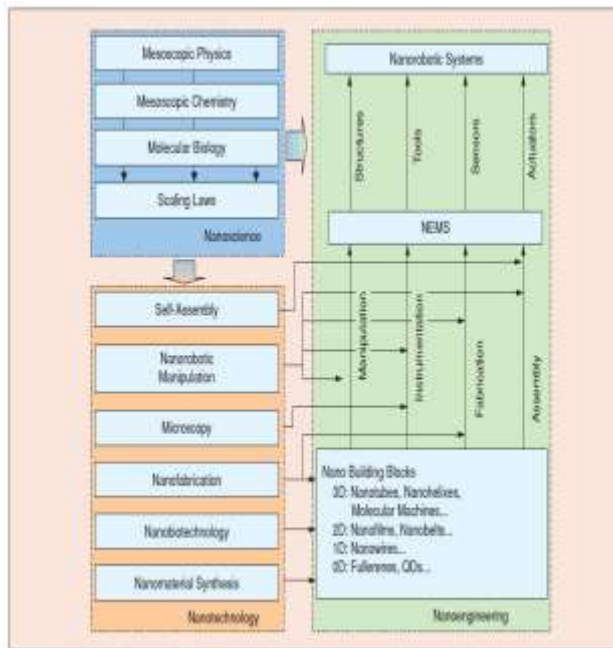 Mesoscopic Physics
Mesoscopic Chemistry
Molecular Biology
Scaling Laws
Nanoscience
Self-Assembly
Nanorobotic
Manipulation
Microscopy
Nanofabrication
Nanobiotechnology
Nanomaterial Synthesis
Nanotechnology
Nanorobotic Systems
Structures
Tools
Sensors
Actuators
NEMS
Manipulation
Instrumentation
Fabrication
Assembly
Nano Building Blocks
3D: Nanotubes, Nanohelixes,
Molecular Machines...
2D: Nanofilms, Nanobelts...
1D: Nanowires...
0D: Fullerene, QDs...
Nanoengineering